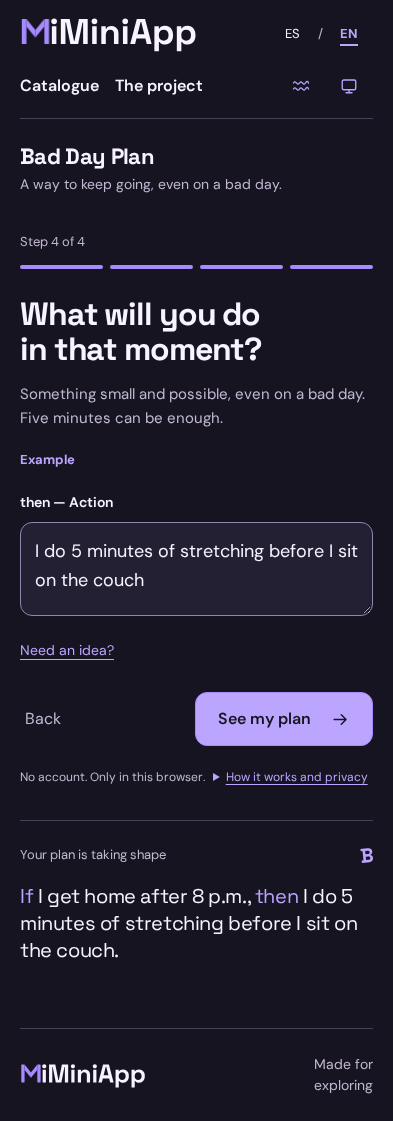 MiMiniApp
ES / EN
Catalogue The project
Bad Day Plan
A way to keep going, even on a bad day.
Step 4 of 4
What will you do
in that moment?
Something small and possible, even on a bad day.
Five minutes can be enough.
Example
then — Action
I do 5 minutes of stretching before I sit
on the couch
Need an idea?
Back
See my plan →
No account. Only in this browser. ▶ How it works and privacy
Your plan is taking shape
B
If I get home after 8 p.m., then I do 5
minutes of stretching before I sit on
the couch.
MiMiniApp
Made for
exploring